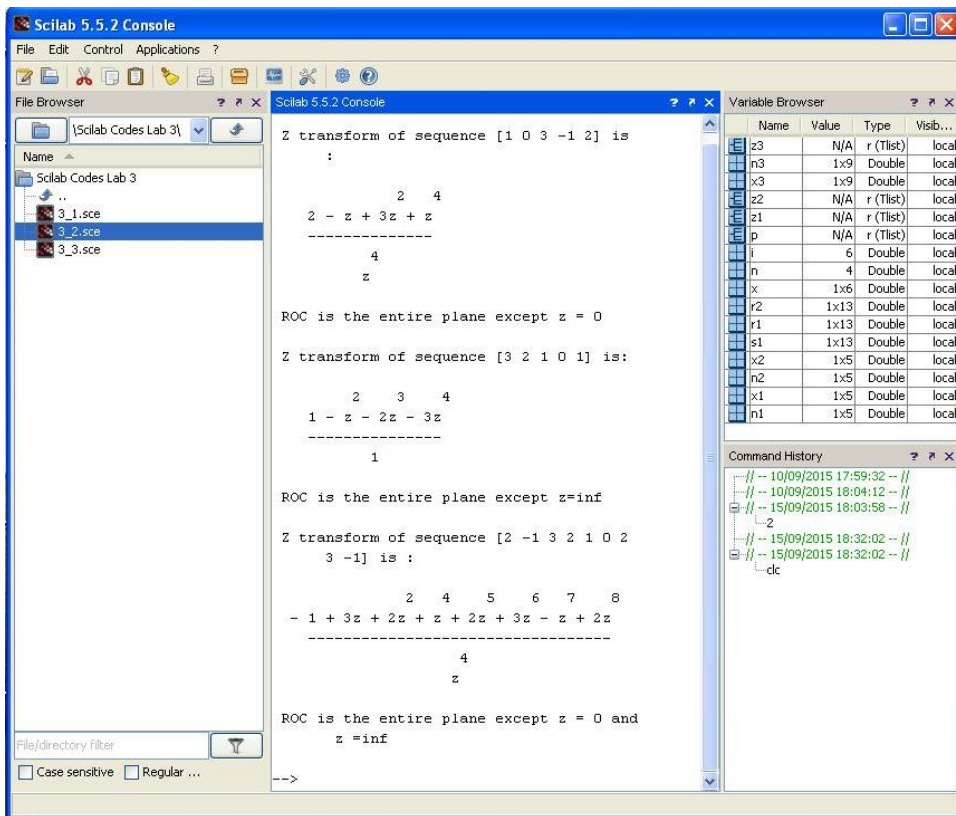 Scilab 5.5.2 Console
File Edit Control Applications ?
File Browser ? ↗ X
\Scilab Codes Lab 3\
Name
Scilab Codes Lab 3
..
3_1.sce
3_2.sce
3_3.sce
File/directory filter
Case sensitive Regular ...
Scilab 5.5.2 Console ? ↗ X
Z transform of sequence [1 0 3 -1 2] is
:
2 4
2 - z + 3z + z
--------------
4
z
ROC is the entire plane except z = 0
Z transform of sequence [3 2 1 0 1] is:
2 3 4
1 - z - 2z - 3z
---------------
1
ROC is the entire plane except z=inf
Z transform of sequence [2 -1 3 2 1 0 2
3 -1] is :
2 4 5 6 7 8
- 1 + 3z + 2z + z + 2z + 3z - z + 2z
----------------------------------
4
z
ROC is the entire plane except z = 0 and
z =inf
-->
Variable Browser ? ↗ X
Name Value Type Visib...
z3 N/A r (Tlist) local
n3 1x9 Double local
x3 1x9 Double local
z2 N/A r (Tlist) local
z1 N/A r (Tlist) local
p N/A r (Tlist) local
i 6 Double local
n 4 Double local
x 1x6 Double local
r2 1x13 Double local
r1 1x13 Double local
s1 1x13 Double local
x2 1x5 Double local
n2 1x5 Double local
x1 1x5 Double local
n1 1x5 Double local
Command History ? ↗ X
// -- 10/09/2015 17:59:32 -- //
// -- 10/09/2015 18:04:12 -- //
// -- 15/09/2015 18:03:58 -- //
2
// -- 15/09/2015 18:32:02 -- //
// -- 15/09/2015 18:32:02 -- //
clc